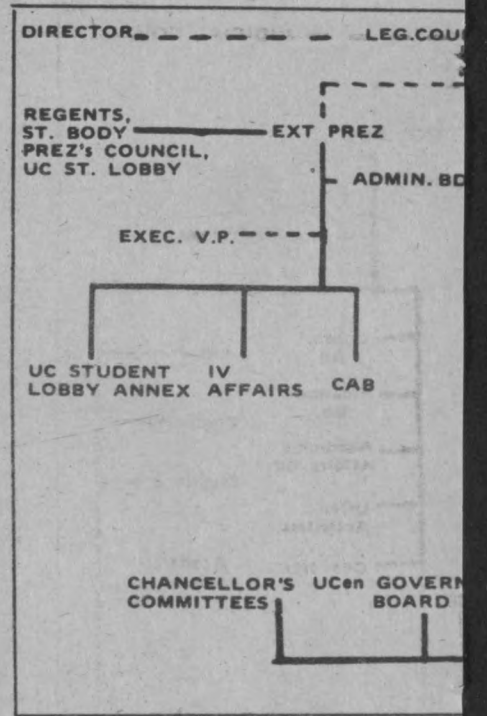 DIRECTOR LEG.COU
REGENTS,
ST. BODY EXT PREZ
PREZ's COUNCIL,
UC ST. LOBBY
ADMIN. BD
EXEC. V.P.
UC STUDENT IV
LOBBY ANNEX AFFAIRS CAB
CHANCELLOR'S UCen GOVERN
COMMITTEES BOARD